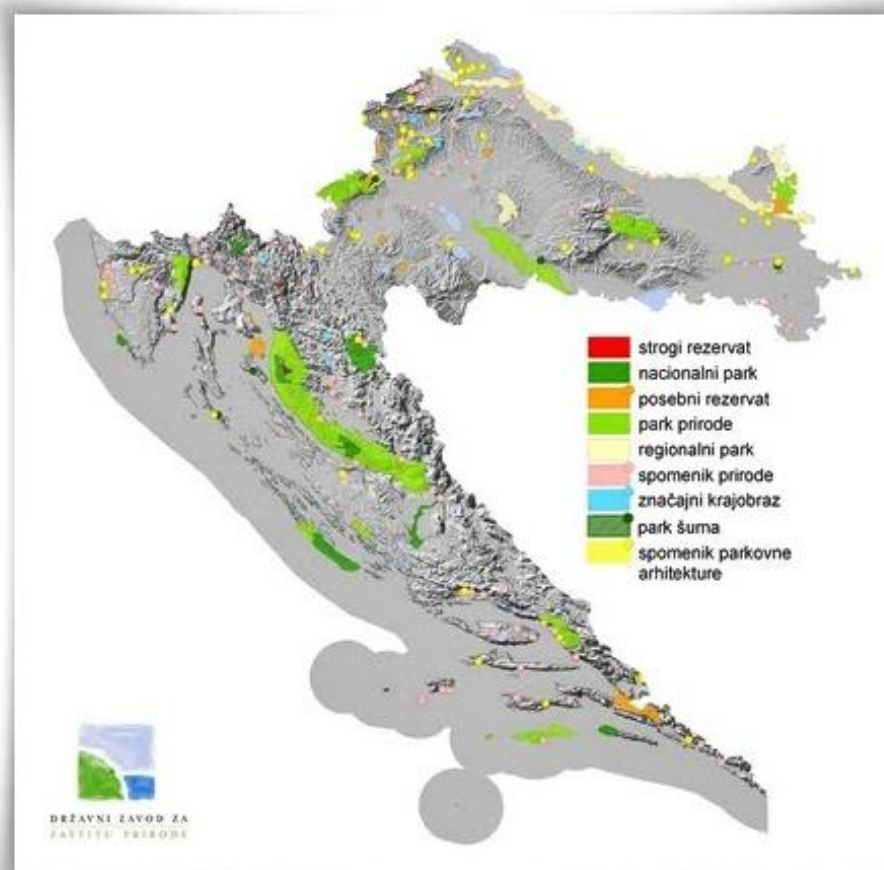 strogi rezervat
nacionalni park
posebni rezervat
park prirode
regionalni park
spomenik prirode
značajni krajobraz
park šuma
spomenik parkovne
arhitekture
DRŽAVNI ZAVOD ZA
ZAŠTITU PRIRODE